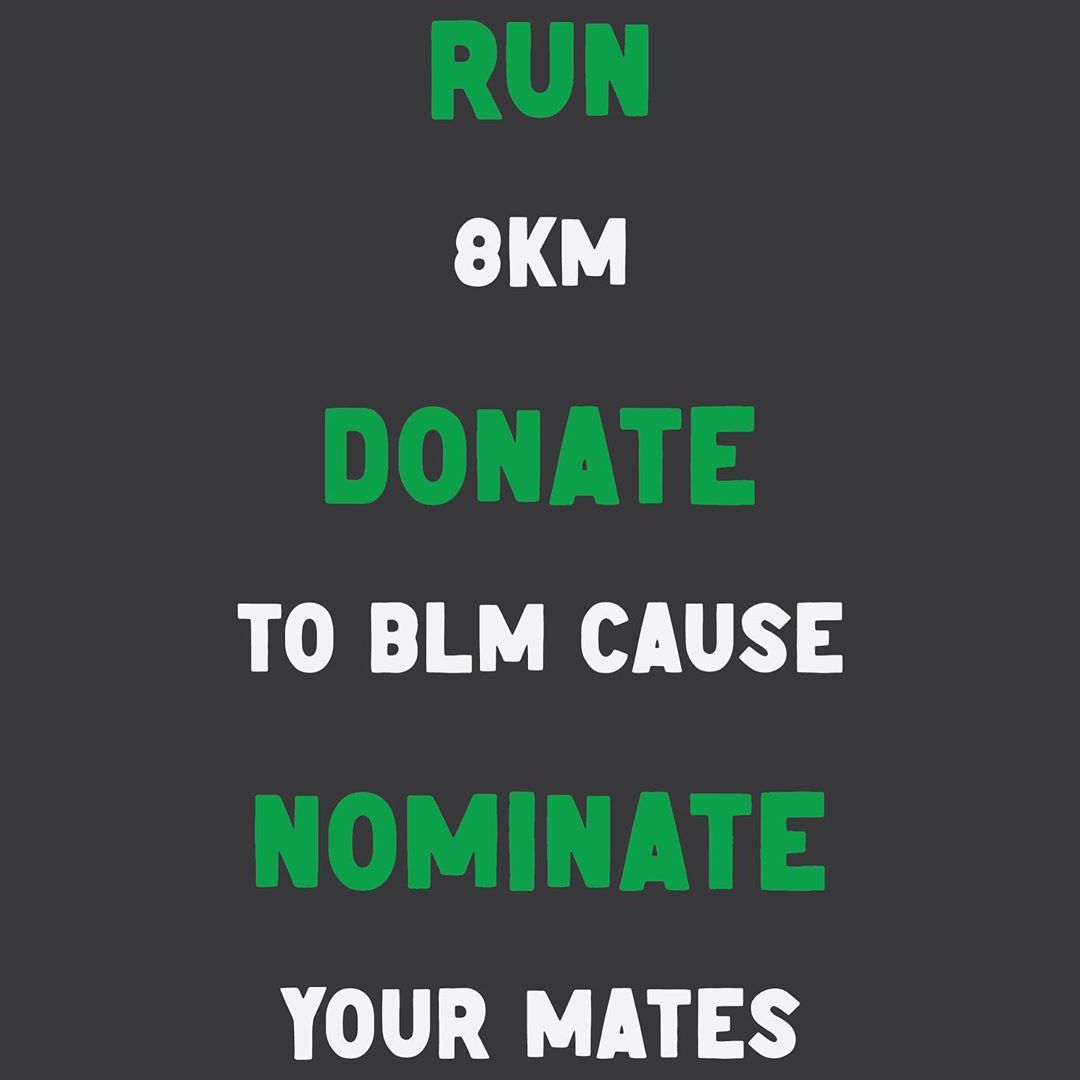 RUN
8KM
DONATE
TO BLM CAUSE
NOMINATE
YOUR MATES